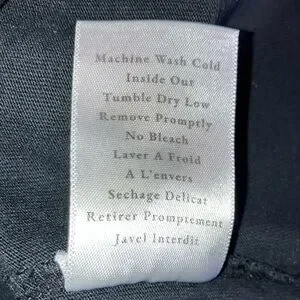 Machine Wash Cold
Inside Out
Tumble Dry Low
Remove Promptly
No Bleach
Laver A Froid
A L'envers
Sechage Delicat
Retirer Promptement
Javel Interdit